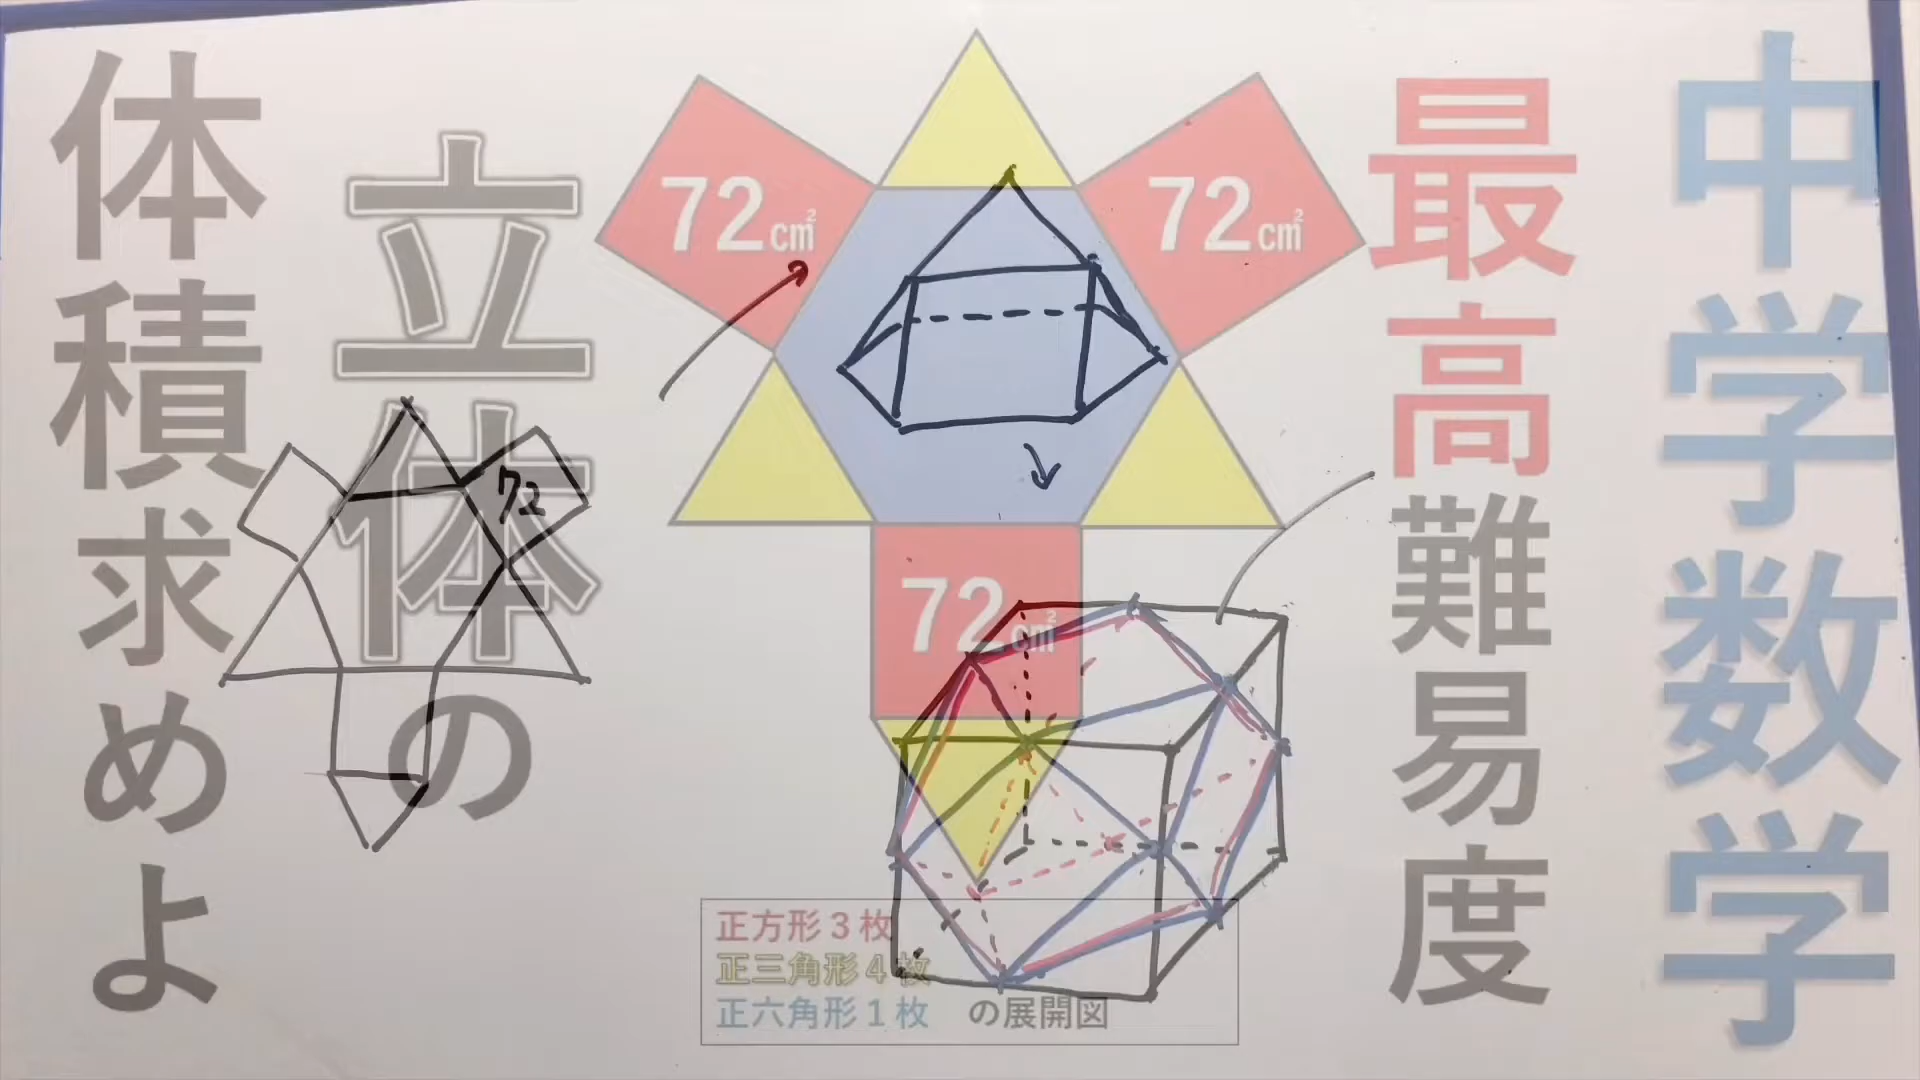 中学数学
最高難易度
立体の
体積求めよ
72cm²
72cm²
72cm²
72
正方形3枚
正三角形4枚
正六角形1枚 の展開図